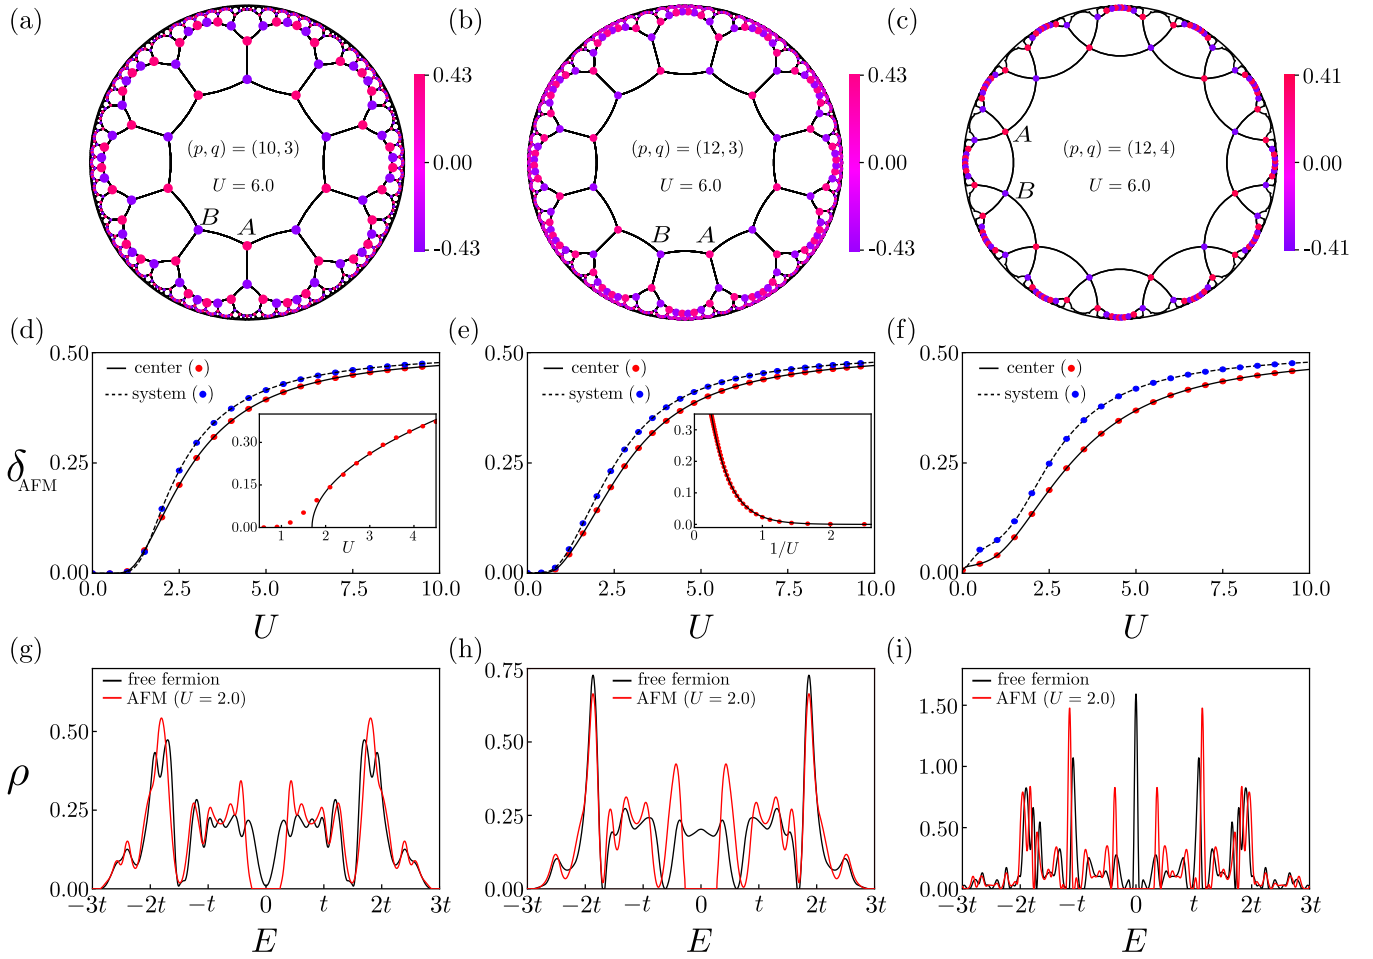 (a)
(b)
(c)
0.43
0.00
-0.43
(p, q) = (10, 3)
U = 6.0
B
A
0.43
0.00
-0.43
(p, q) = (12, 3)
U = 6.0
B
A
0.41
0.00
-0.41
(p, q) = (12, 4)
U = 6.0
A
B
(d)
(e)
(f)
δAFM
0.50
0.25
0.00
center (•)
system (•)
0.30
0.15
0.00
1
2
3
4
U
0.0
2.5
5.0
7.5
10.0
U
0.50
0.25
0.00
center (•)
system (•)
0.3
0.2
0.1
0.0
0
1
2
1/U
0.0
2.5
5.0
7.5
10.0
U
0.50
0.25
0.00
center (•)
system (•)
0.0
2.5
5.0
7.5
10.0
U
(g)
(h)
(i)
ρ
free fermion
AFM (U = 2.0)
0.50
0.25
0.00
−3t
−2t
−t
0
t
2t
3t
E
free fermion
AFM (U = 2.0)
0.75
0.50
0.25
0.00
−3t
−2t
−t
0
t
2t
3t
E
free fermion
AFM (U = 2.0)
1.50
1.00
0.50
0.00
−3t
−2t
−t
0
t
2t
3t
E